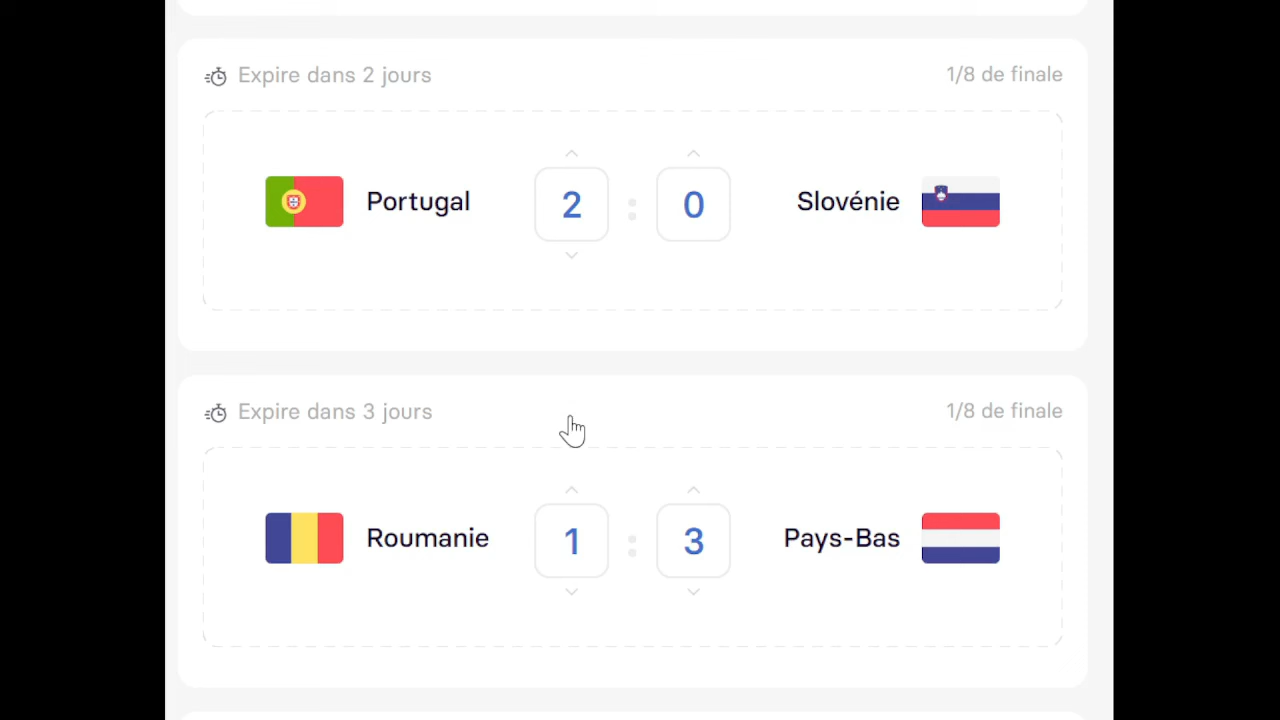 Expire dans 2 jours
1/8 de finale
Portugal
2 : 0
Slovénie
Expire dans 3 jours
1/8 de finale
Roumanie
1 : 3
Pays-Bas